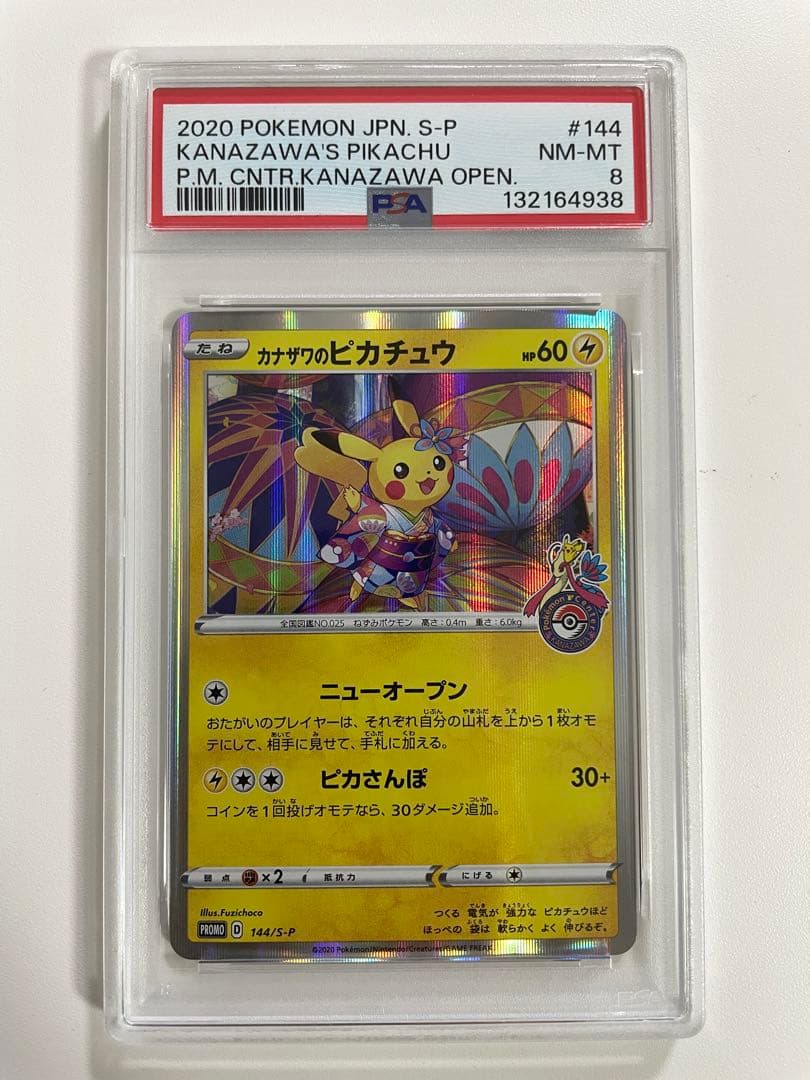 2020 POKEMON JPN. S-P #144
KANAZAWA'S PIKACHU NM-MT
P.M. CNTR.KANAZAWA OPEN. 8
PSA 132164938
たね カナザワのピカチュウ HP60
Pokémon Center
KANAZAWA
全国図鑑NO.025 ねずみポケモン 高さ:0.4m 重さ:6.0kg
ニューオープン
おたがいのプレイヤーは、それぞれ自分の山札を上から1枚オモ
テにして、相手に見せて、手札に加える。
ピカさんぽ 30+
コインを1回投げオモテなら、30ダメージ追加。
弱点 ×2 抵抗力 にげる
Illus.Fuzichoco
つくる 電気が 強力な ピカチュウほど
ほっぺの 袋は 軟らかく よく 伸びるぞ。
PROMO D 144/S-P
©2020 Pokémon/Nintendo/Creatures/GAME FREAK